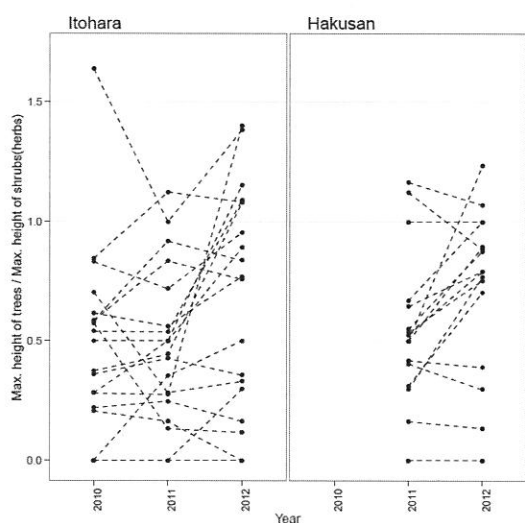 Itohara
Hakusan
Max. height of trees / Max. height of shrubs(herbs)
1.5
1.0
0.5
0.0
2010
2011
2012
2010
2011
2012
Year